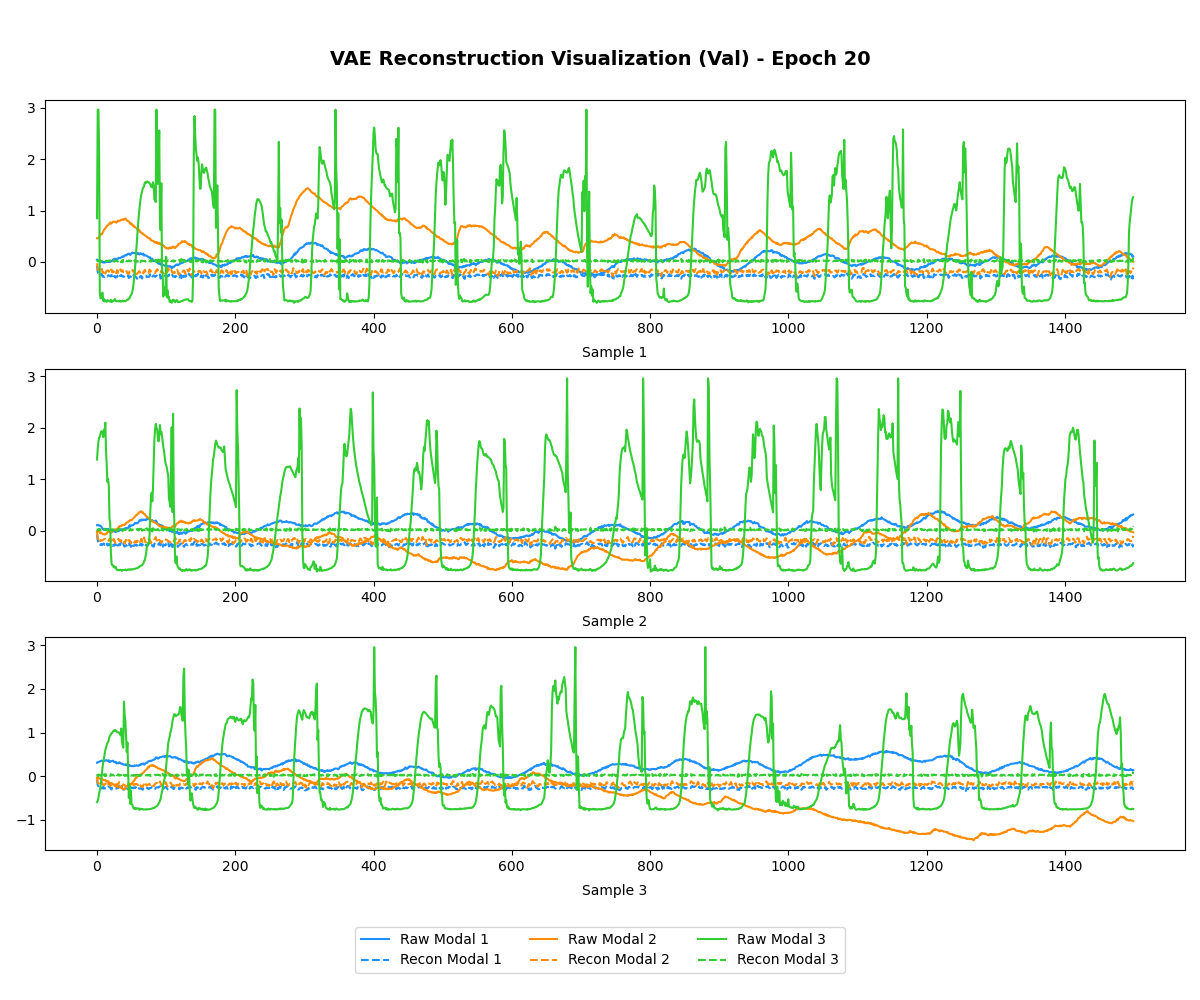 VAE Reconstruction Visualization (Val) - Epoch 20
3
2
1
0
0 200 400 600 800 1000 1200 1400
Sample 1
3
2
1
0
0 200 400 600 800 1000 1200 1400
Sample 2
3
2
1
0
−1
0 200 400 600 800 1000 1200 1400
Sample 3
Raw Modal 1 Raw Modal 2 Raw Modal 3
Recon Modal 1 Recon Modal 2 Recon Modal 3